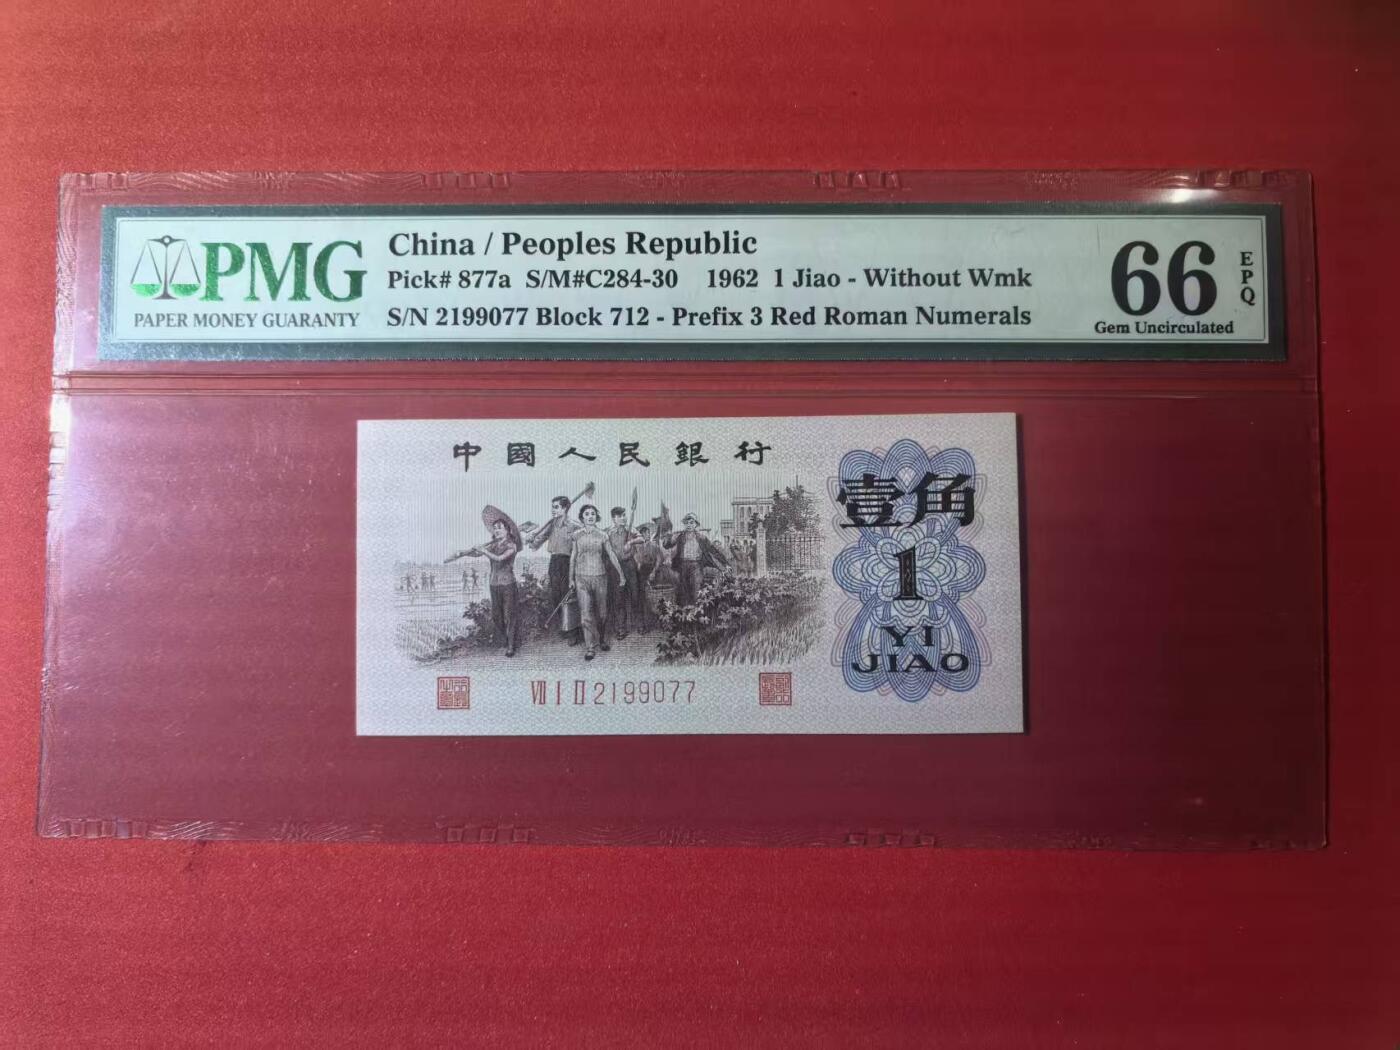 PMG
PAPER MONEY GUARANTY
China / Peoples Republic
Pick# 877a S/M#C284-30 1962 1 Jiao - Without Wmk
S/N 2199077 Block 712 - Prefix 3 Red Roman Numerals
66
EPQ
Gem Uncirculated
中國人民銀行
壹角
1
YI
JIAO
VII I II 2199077